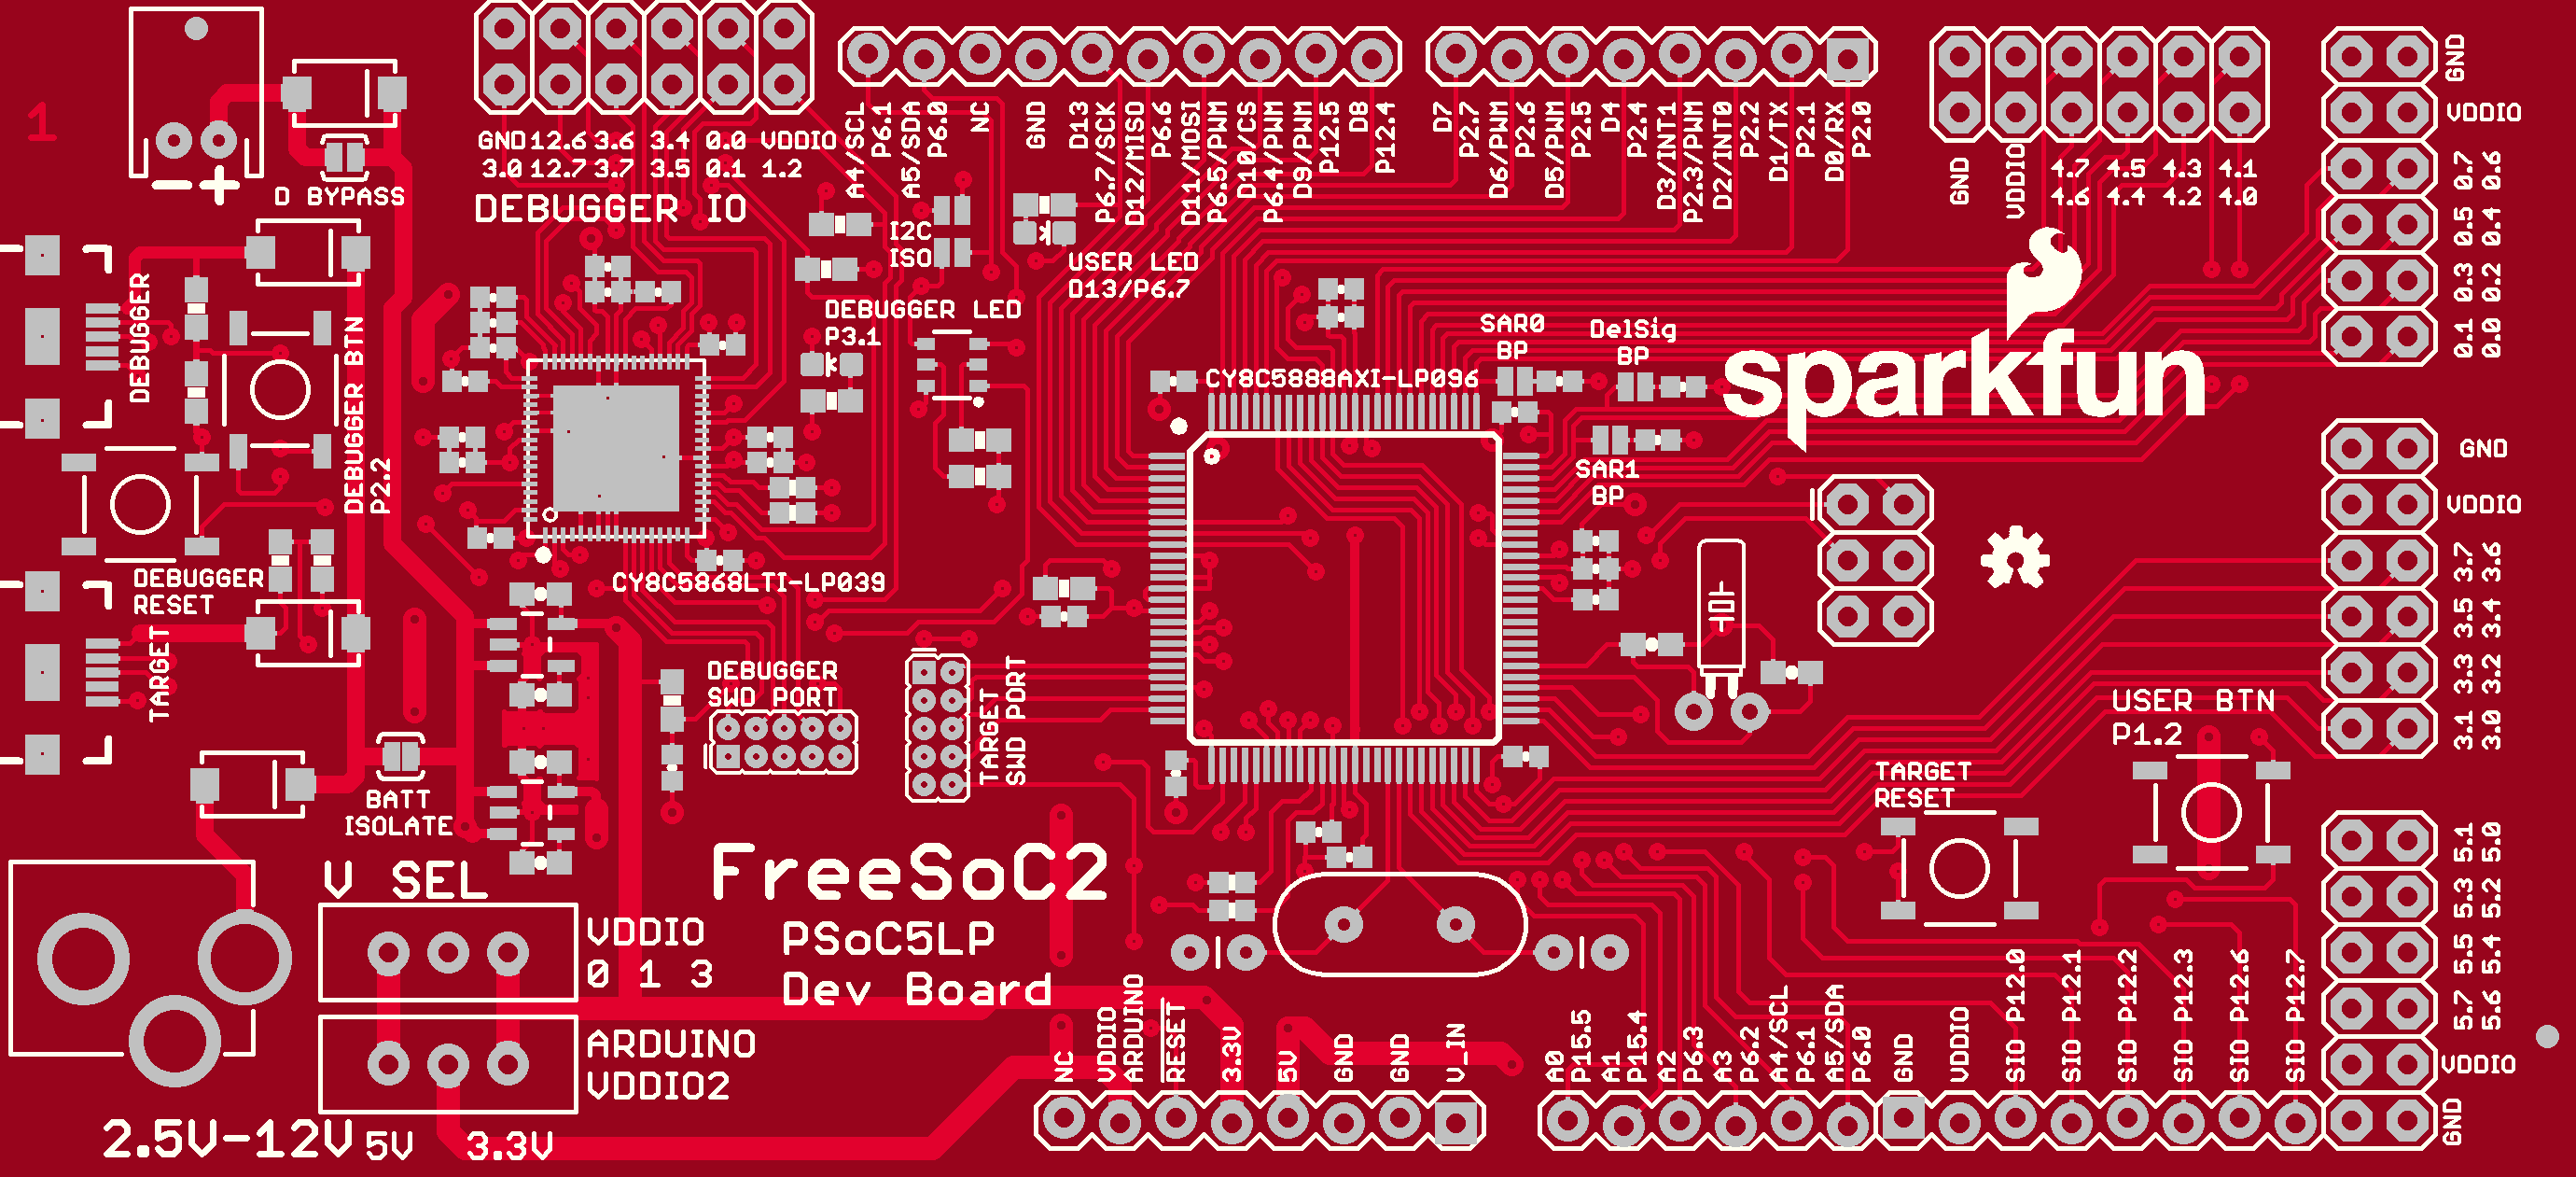 1
D BYPASS
GND 12.6 3.6 3.4 0.0 VDDIO
3.0 12.7 3.7 3.5 0.1 1.2
DEBUGGER IO
A4/SCL
P6.1
A5/SDA
P6.0
NC
GND
D13
P6.7/SCK
D12/MISO
P6.6
D11/MOSI
P6.5/PWM
D10/CS
P6.4/PWM
D9/PWM
P12.5
D8
P12.4
D7
P2.7
D6/PWM
P2.6
D5/PWM
P2.5
D4
P2.4
D3/INT1
P2.3/PWM
D2/INT0
P2.2
D1/TX
P2.1
D0/RX
P2.0
GND
VDDIO
4.7 4.5 4.3 4.1
4.6 4.4 4.2 4.0
GND
VDDIO
0.7 0.6
0.5 0.4
0.3 0.2
0.1 0.0
I2C
ISO
USER LED
D13/P6.7
DEBUGGER LED
P3.1
DEBUGGER
DEBUGGER BTN
P2.2
SAR0
BP
DelSig
BP
CY8C5888AXI-LP096
SAR1
BP
sparkfun
GND
VDDIO
3.7 3.6
3.5 3.4
3.3 3.2
3.1 3.0
DEBUGGER
RESET
CY8C5868LTI-LP039
TARGET
DEBUGGER
SWD PORT
TARGET
SWD PORT
USER BTN
P1.2
TARGET
RESET
BATT
ISOLATE
V SEL
VDDIO
0 1 3
ARDUINO
VDDIO2
2.5V-12V
5V 3.3V
FreeSoC2
PSoC5LP
Dev Board
NC
VDDIO
ARDUINO
RESET
3.3V
5V
GND
GND
V_IN
A0
P15.5
A1
P15.4
A2
P6.3
A3
P6.2
A4/SCL
P6.1
A5/SDA
P6.0
GND
VDDIO
SIO P12.0
SIO P12.1
SIO P12.2
SIO P12.3
SIO P12.6
SIO P12.7
5.1 5.0
5.3 5.2
5.5 5.4
5.7 5.6
VDDIO
GND